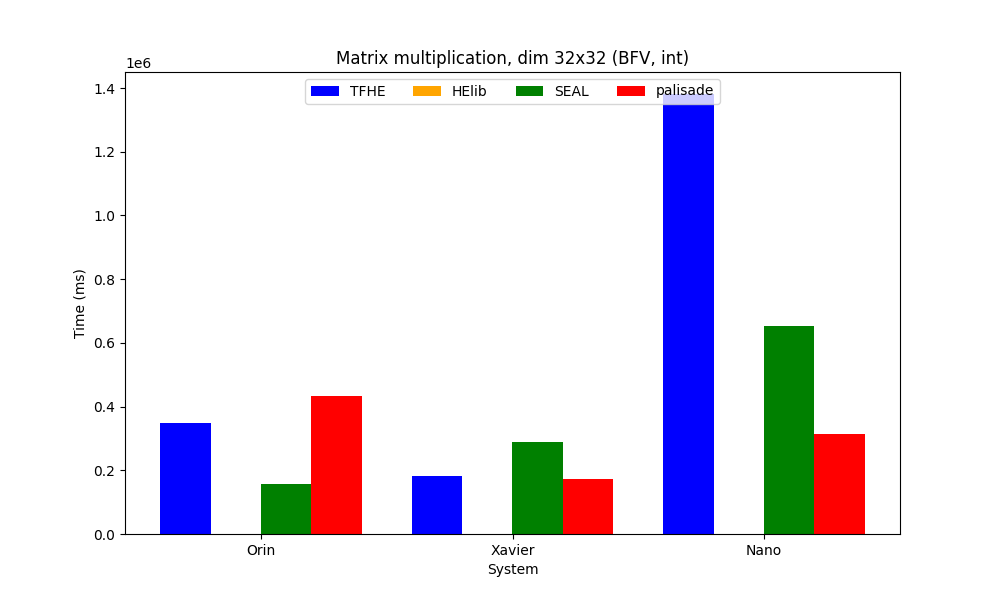 Matrix multiplication, dim 32x32 (BFV, int)
1e6
TFHE HElib SEAL palisade
1.4
1.2
1.0
0.8
0.6
0.4
0.2
0.0
Time (ms)
Orin Xavier Nano
System